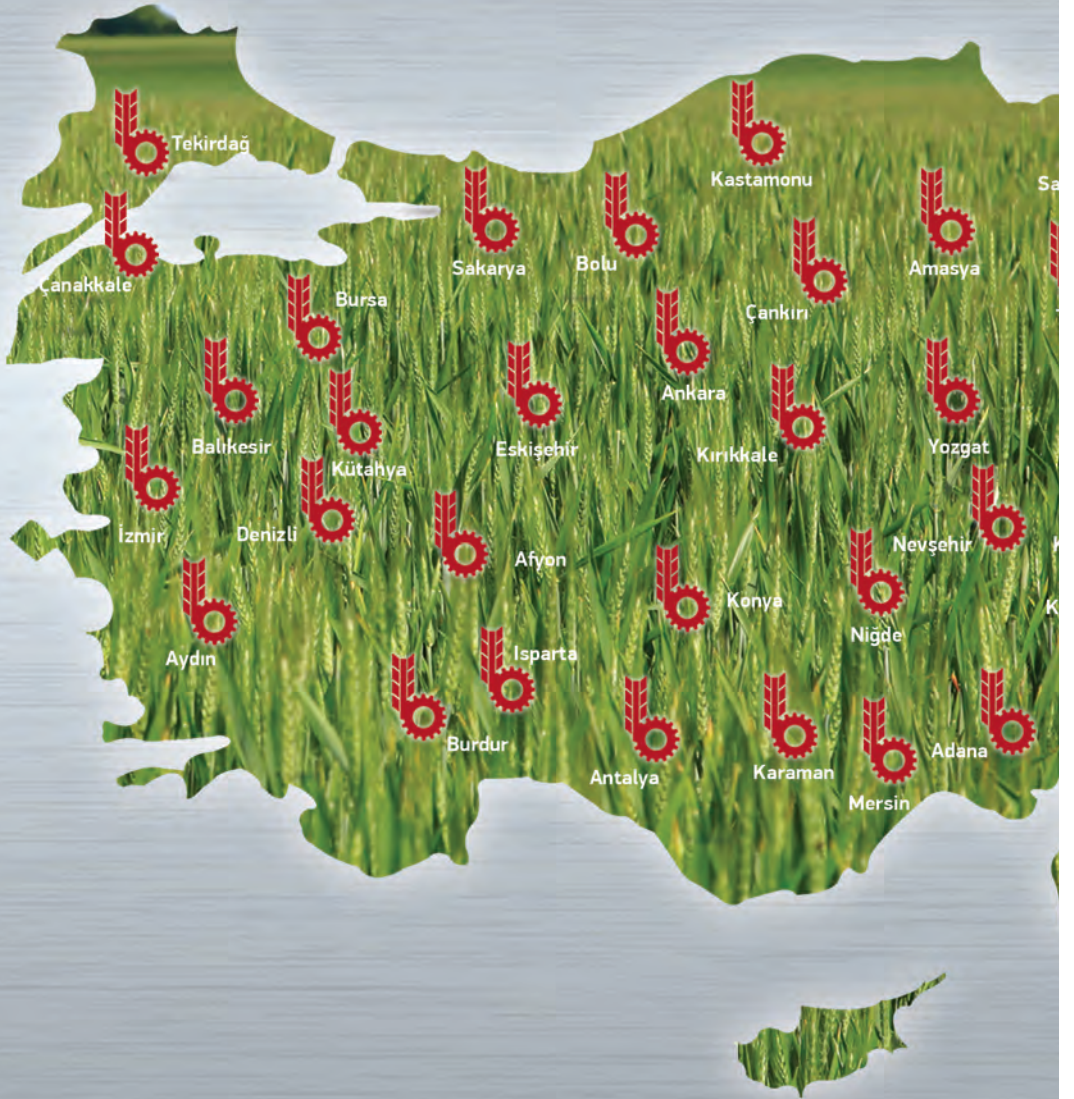 Tekirdağ
Kastamonu
Çanakkale
Sakarya
Bolu
Amasya
Bursa
Çankırı
Ankara
Balıkesir
Kütahya
Eskişehir
Kırıkkale
Yozgat
İzmir
Denizli
Afyon
Nevşehir
Konya
Niğde
Aydın
Isparta
Burdur
Antalya
Karaman
Adana
Mersin